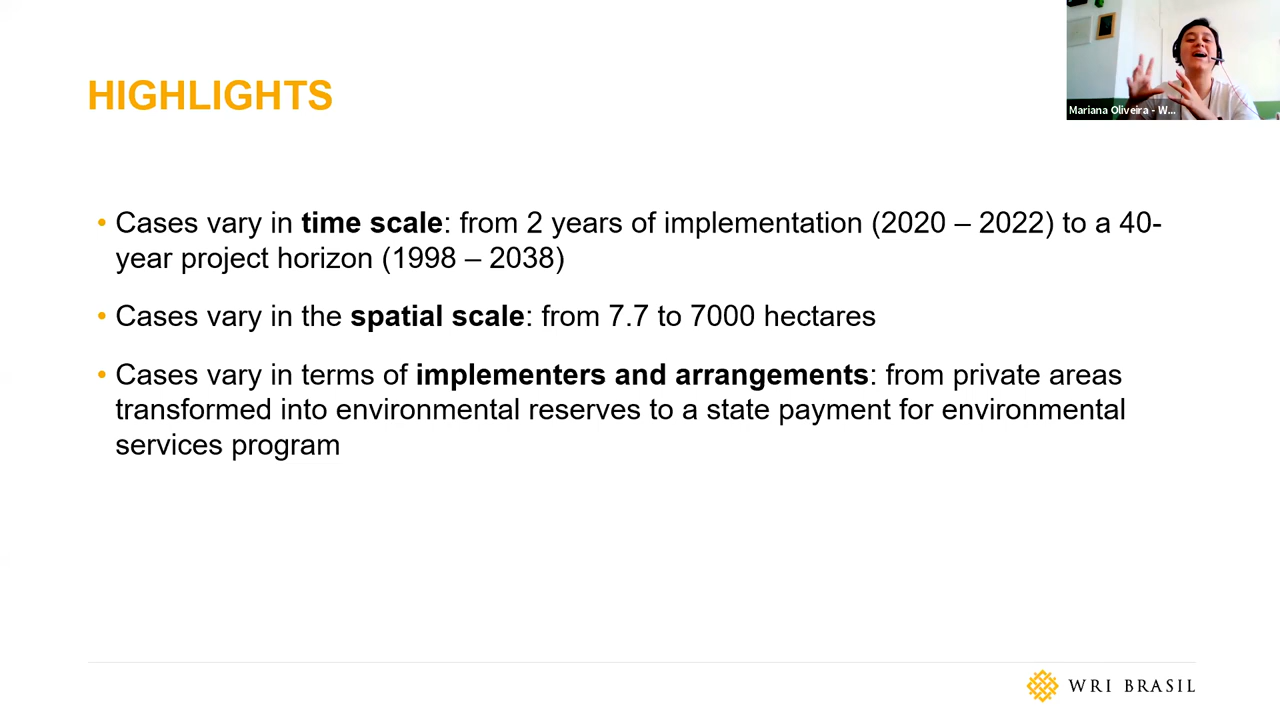 HIGHLIGHTS
Mariana Oliveira - W...
• Cases vary in time scale: from 2 years of implementation (2020 – 2022) to a 40-
year project horizon (1998 – 2038)
• Cases vary in the spatial scale: from 7.7 to 7000 hectares
• Cases vary in terms of implementers and arrangements: from private areas
transformed into environmental reserves to a state payment for environmental
services program
WRI BRASIL